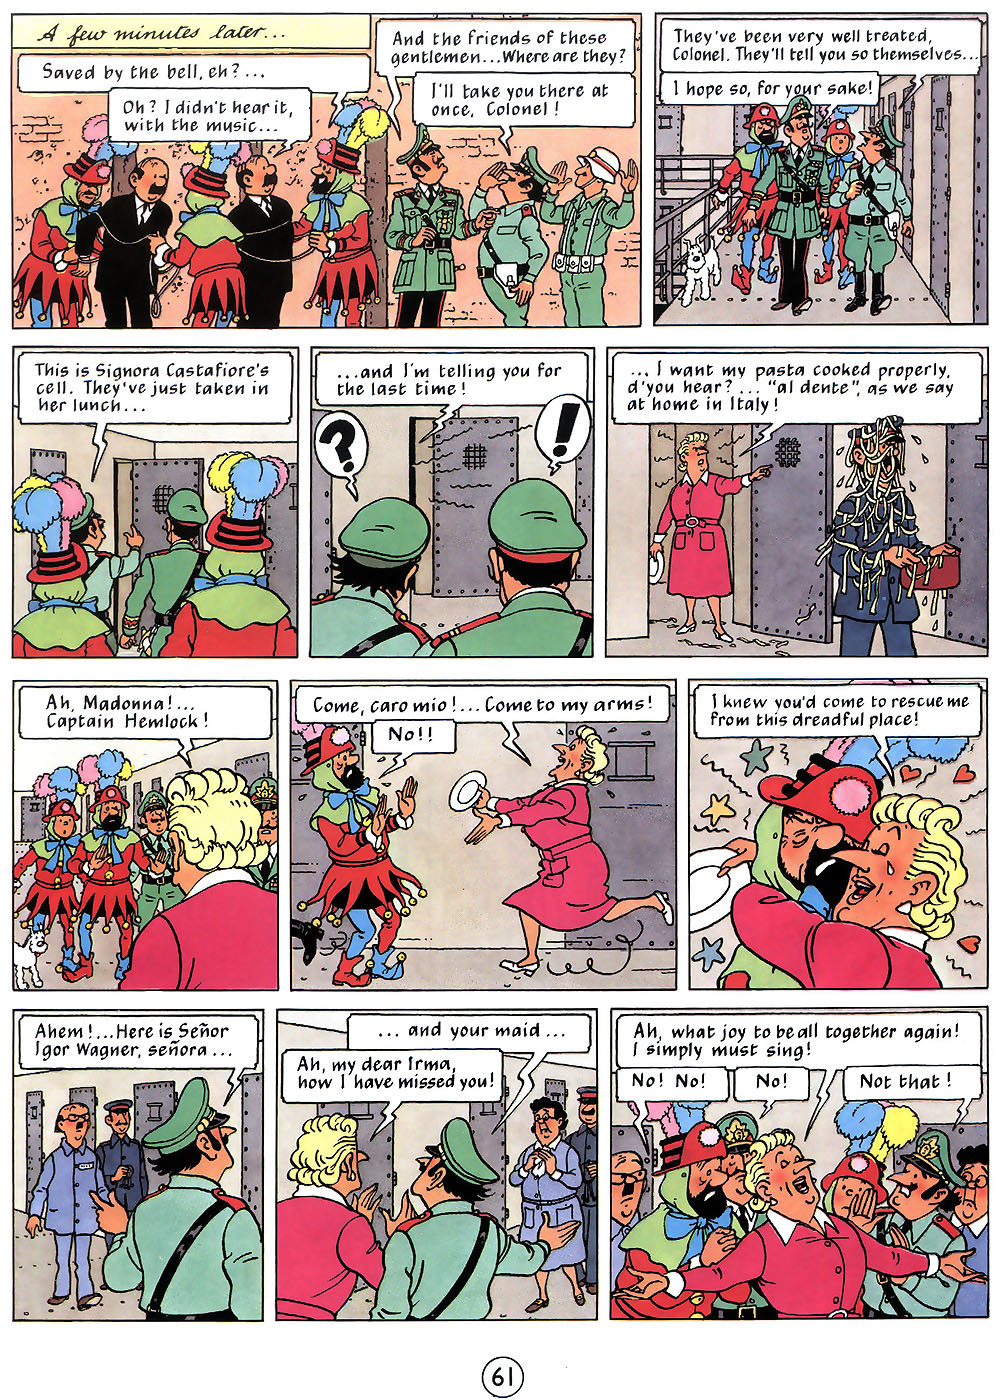 A few minutes later...
Saved by the bell, eh?...
Oh? I didn't hear it,
with the music...
And the friends of these
gentlemen...Where are they?
I'll take you there at
once, Colonel!
They've been very well treated,
Colonel. They'll tell you so themselves...
I hope so, for your sake!
This is Signora Castafiore's
cell. They've just taken in
her lunch...
...and I'm telling you for
the last time!
?
!
... I want my pasta cooked properly,
d'you hear?... "al dente", as we say
at home in Italy!
Ah, Madonna!...
Captain Hemlock!
Come, caro mio!... Come to my arms!
No!!
I knew you'd come to rescue me
from this dreadful place!
Ahem!...Here is Señor
Igor Wagner, señora...
... and your maid...
Ah, my dear Irma,
how I have missed you!
Ah, what joy to be all together again!
I simply must sing!
No! No!
No!
Not that!
61